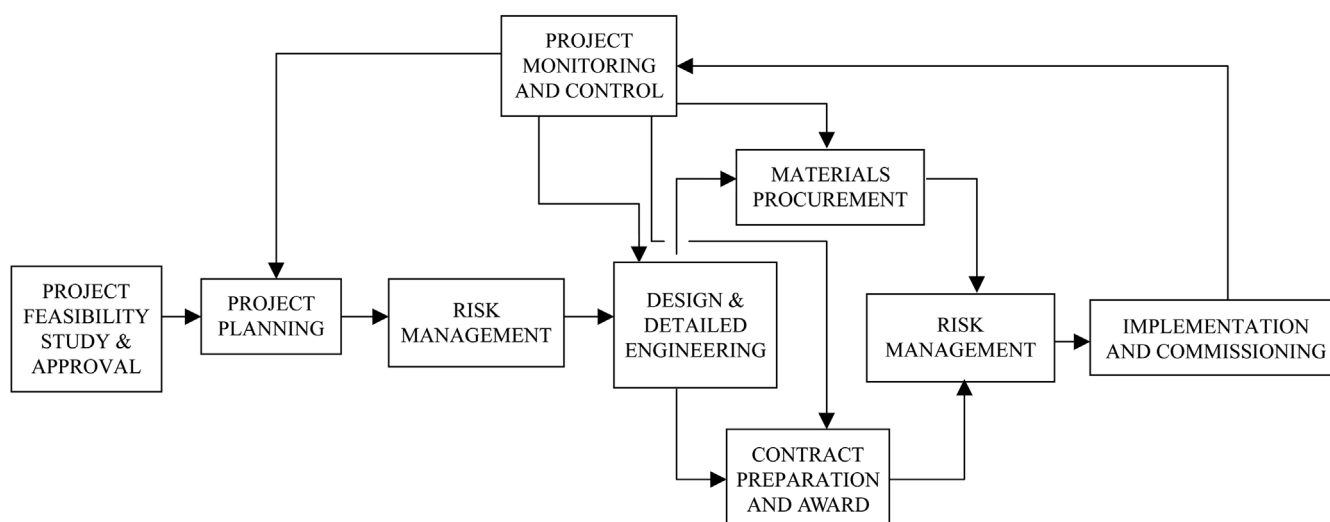 PROJECT
MONITORING
AND CONTROL
MATERIALS
PROCUREMENT
PROJECT
FEASIBILITY
STUDY &
APPROVAL
PROJECT
PLANNING
RISK
MANAGEMENT
DESIGN &
DETAILED
ENGINEERING
RISK
MANAGEMENT
IMPLEMENTATION
AND COMMISSIONING
CONTRACT
PREPARATION
AND AWARD